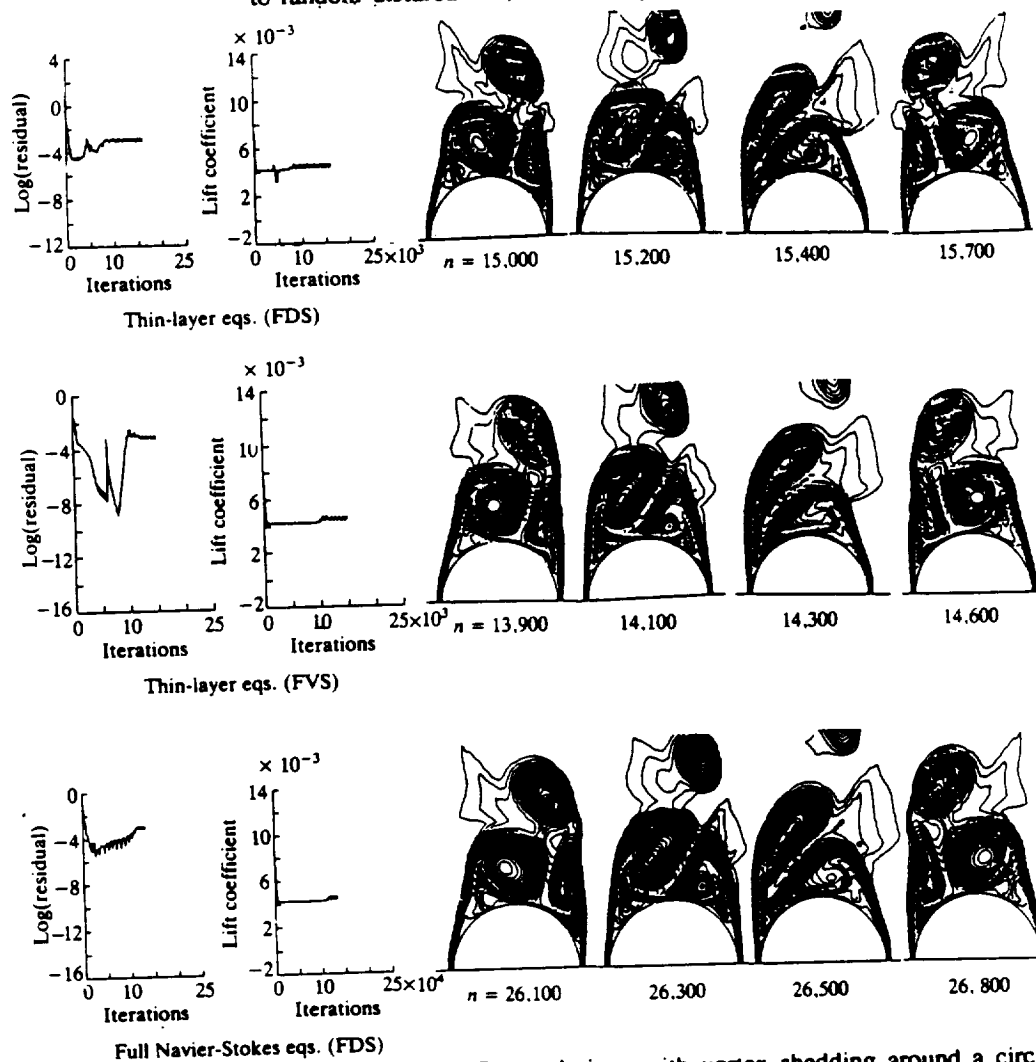 to random
× 10⁻³
4
0
−4
−8
−12
Log(residual)
0 10 25
Iterations
14
10
6
2
−2
Lift coefficient
0 10 25×10³
Iterations
n = 15,000 15,200 15,400 15,700
Thin-layer eqs. (FDS)
× 10⁻³
0
−4
−8
−12
−16
Log(residual)
0 10 25
Iterations
14
10
6
2
−2
Lift coefficient
0 10 25×10³
Iterations
n = 13,900 14,100 14,300 14,600
Thin-layer eqs. (FVS)
× 10⁻³
0
−4
−8
−12
−16
Log(residual)
0 10 25
Iterations
14
10
6
2
−2
Lift coefficient
0 10 25×10⁴
Iterations
n = 26,100 26,300 26,500 26,800
Full Navier-Stokes eqs. (FDS)
with vortex shedding around a circ